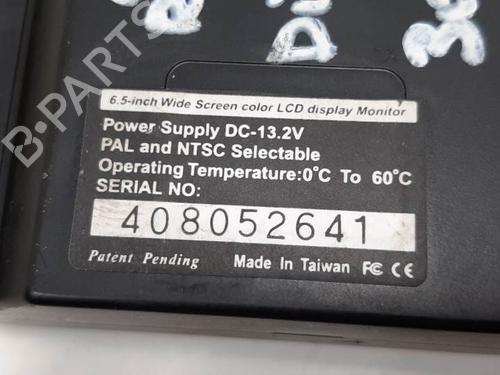 B-PARTS
6.5-inch Wide Screen color LCD display Monitor
Power Supply DC-13.2V
PAL and NTSC Selectable
Operating Temperature:0°C To 60°C
SERIAL NO:
408052641
Patent Pending Made In Taiwan FC CE